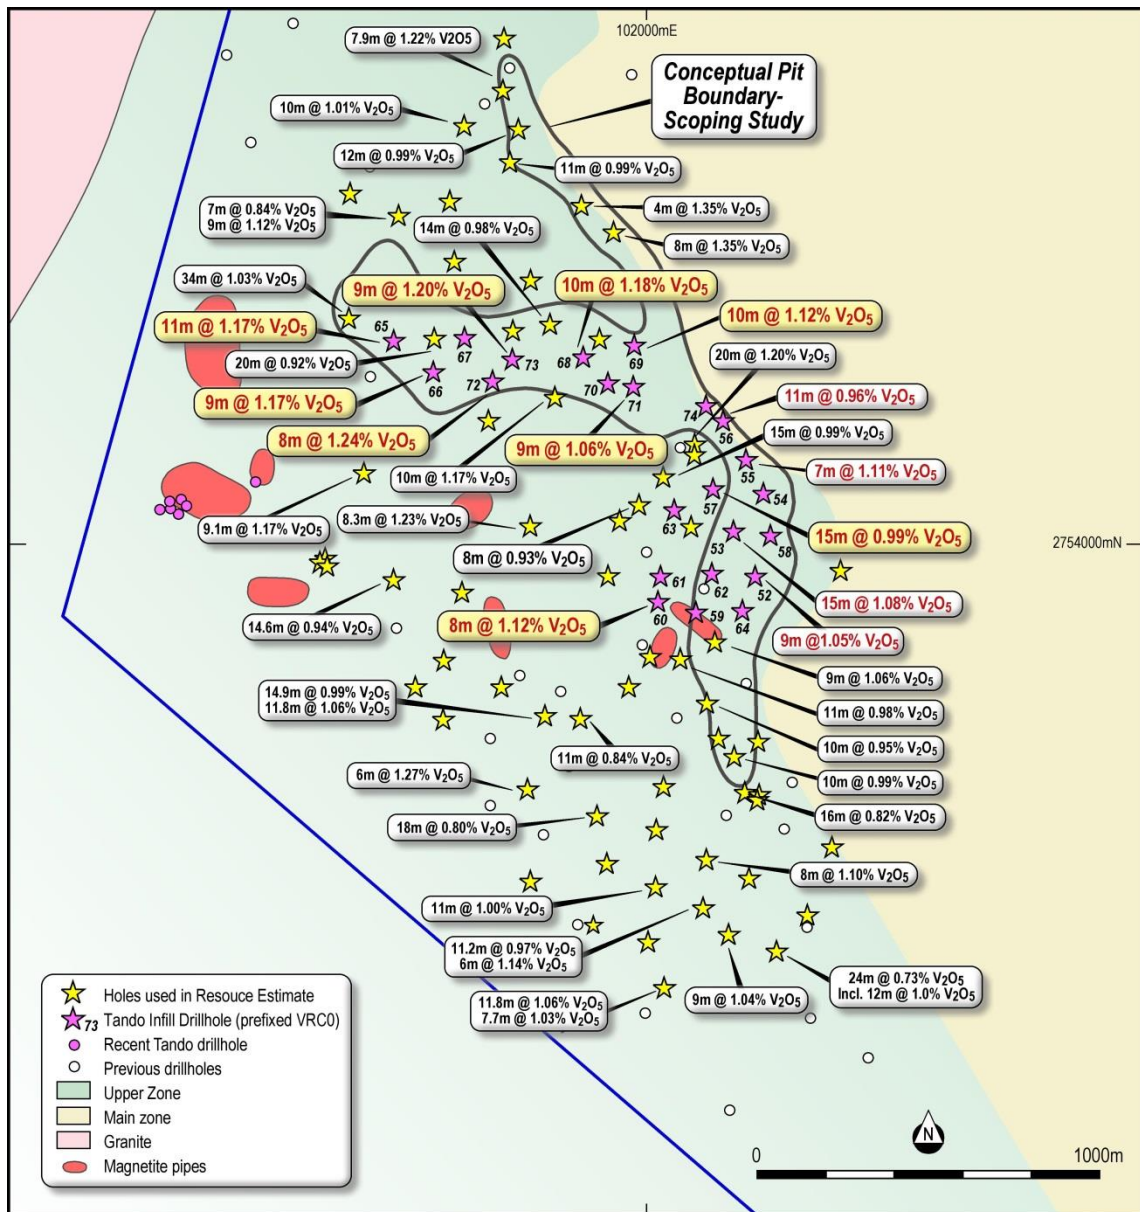 102000mE
7.9m @ 1.22% V2O5
Conceptual Pit
Boundary-
Scoping Study
10m @ 1.01% V₂O₅
12m @ 0.99% V₂O₅
11m @ 0.99% V₂O₅
7m @ 0.84% V₂O₅
9m @ 1.12% V₂O₅
4m @ 1.35% V₂O₅
14m @ 0.98% V₂O₅
8m @ 1.35% V₂O₅
34m @ 1.03% V₂O₅
9m @ 1.20% V₂O₅
10m @ 1.18% V₂O₅
11m @ 1.17% V₂O₅
65
10m @ 1.12% V₂O₅
67
73
68
69
20m @ 0.92% V₂O₅
20m @ 1.20% V₂O₅
66
72
70
71
9m @ 1.17% V₂O₅
74
11m @ 0.96% V₂O₅
56
8m @ 1.24% V₂O₅
9m @ 1.06% V₂O₅
15m @ 0.99% V₂O₅
55
7m @ 1.11% V₂O₅
10m @ 1.17% V₂O₅
54
57
9.1m @ 1.17% V₂O₅
8.3m @ 1.23% V₂O₅
63
8m @ 0.93% V₂O₅
53
58
15m @ 0.99% V₂O₅
2754000mN
61
62
52
14.6m @ 0.94% V₂O₅
8m @ 1.12% V₂O₅
60
59
64
15m @ 1.08% V₂O₅
9m @1.05% V₂O₅
9m @ 1.06% V₂O₅
14.9m @ 0.99% V₂O₅
11.8m @ 1.06% V₂O₅
11m @ 0.98% V₂O₅
10m @ 0.95% V₂O₅
11m @ 0.84% V₂O₅
6m @ 1.27% V₂O₅
10m @ 0.99% V₂O₅
16m @ 0.82% V₂O₅
18m @ 0.80% V₂O₅
8m @ 1.10% V₂O₅
11m @ 1.00% V₂O₅
11.2m @ 0.97% V₂O₅
6m @ 1.14% V₂O₅
24m @ 0.73% V₂O₅
Incl. 12m @ 1.0% V₂O₅
11.8m @ 1.06% V₂O₅
7.7m @ 1.03% V₂O₅
9m @ 1.04% V₂O₅
Holes used in Resouce Estimate
73 Tando Infill Drillhole (prefixed VRC0)
Recent Tando drillhole
Previous drillholes
Upper Zone
Main zone
Granite
Magnetite pipes
N
0
1000m